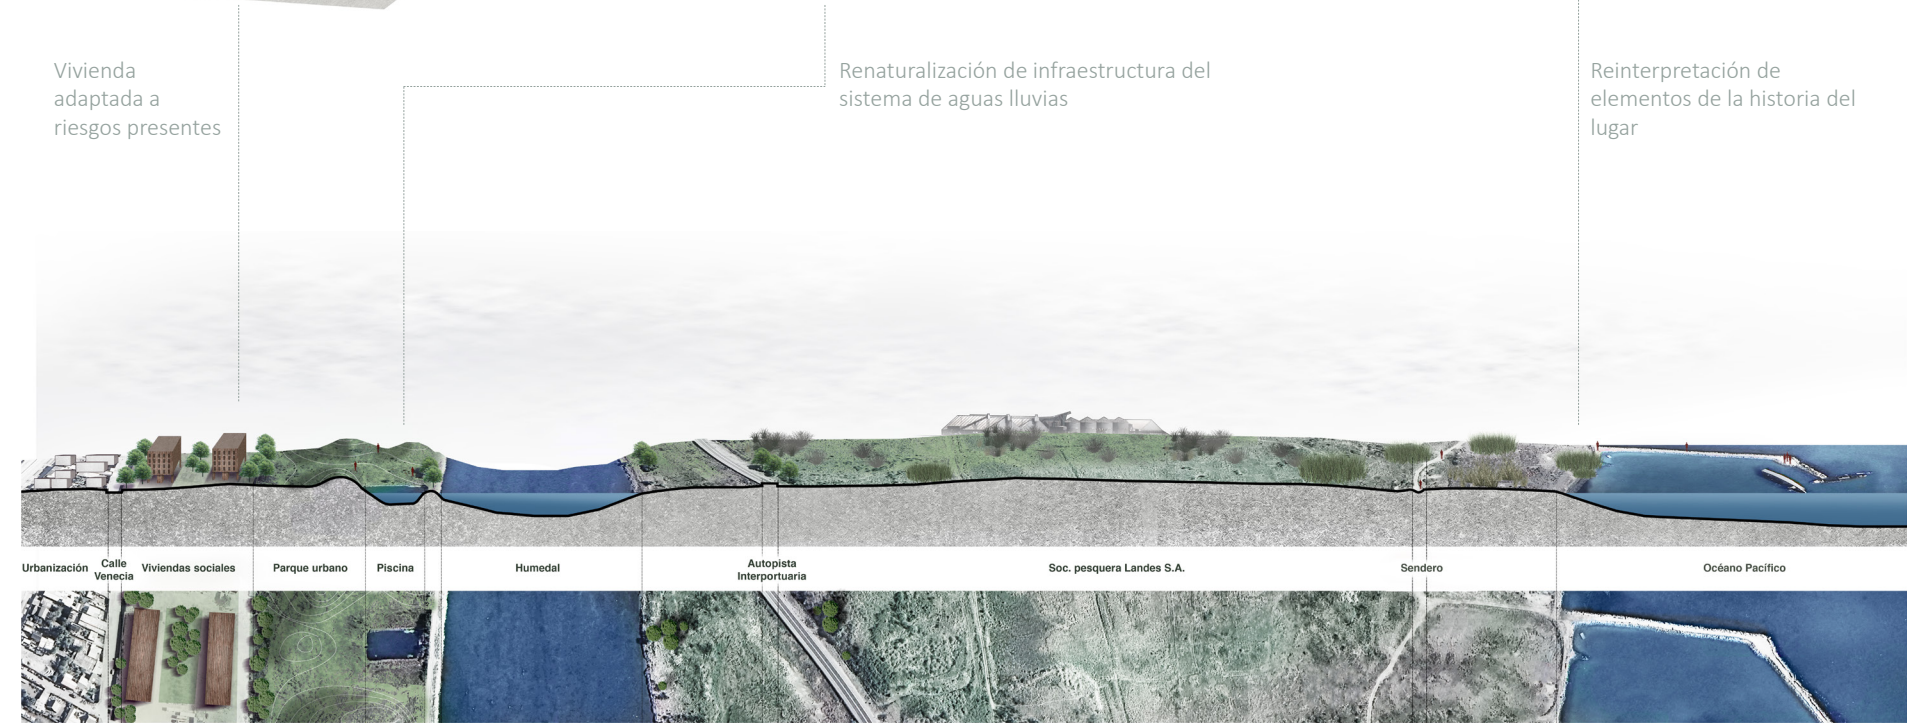 Vivienda
adaptada a
riesgos presentes
Renaturalización de infraestructura del
sistema de aguas lluvias
Reinterpretación de
elementos de la historia del
lugar
Urbanización
Calle
Venecia
Viviendas sociales
Parque urbano
Piscina
Humedal
Autopista
Interportuaria
Soc. pesquera Landes S.A.
Sendero
Océano Pacífico